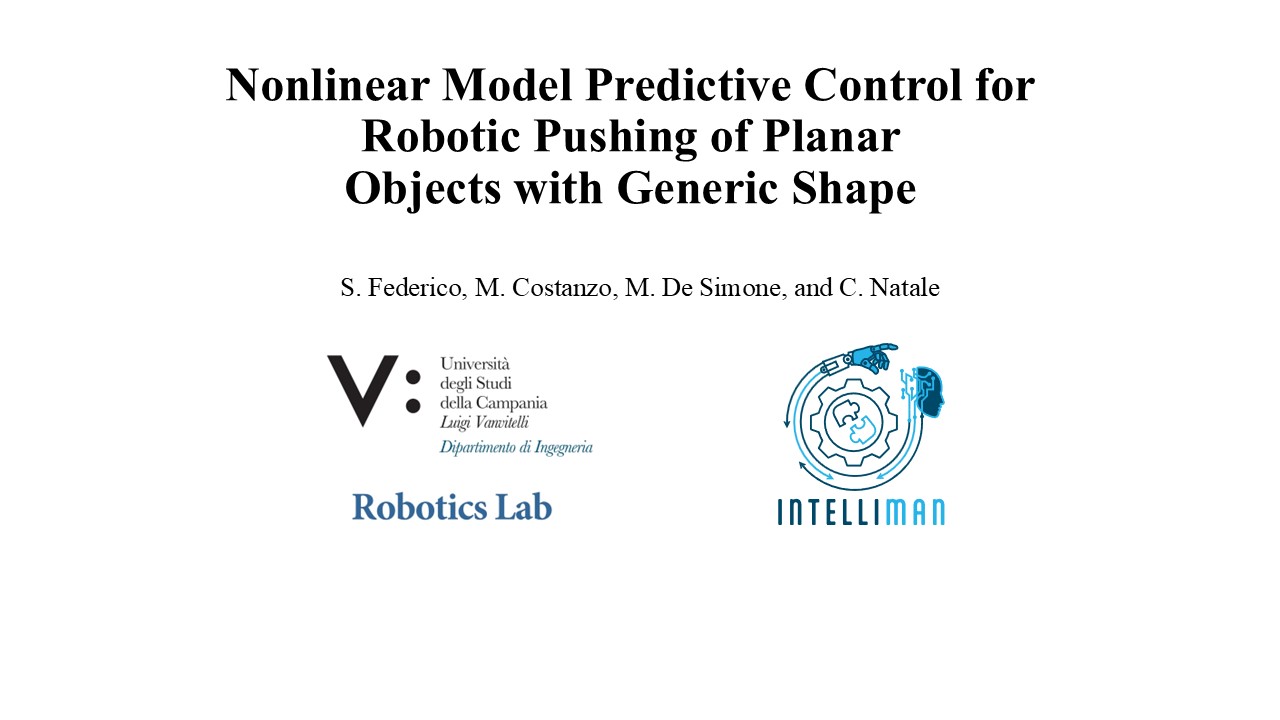 Nonlinear Model Predictive Control for
Robotic Pushing of Planar
Objects with Generic Shape
S. Federico, M. Costanzo, M. De Simone, and C. Natale
V:
Università
degli Studi
della Campania
Luigi Vanvitelli
Dipartimento di Ingegneria
Robotics Lab
INTELLIMAN